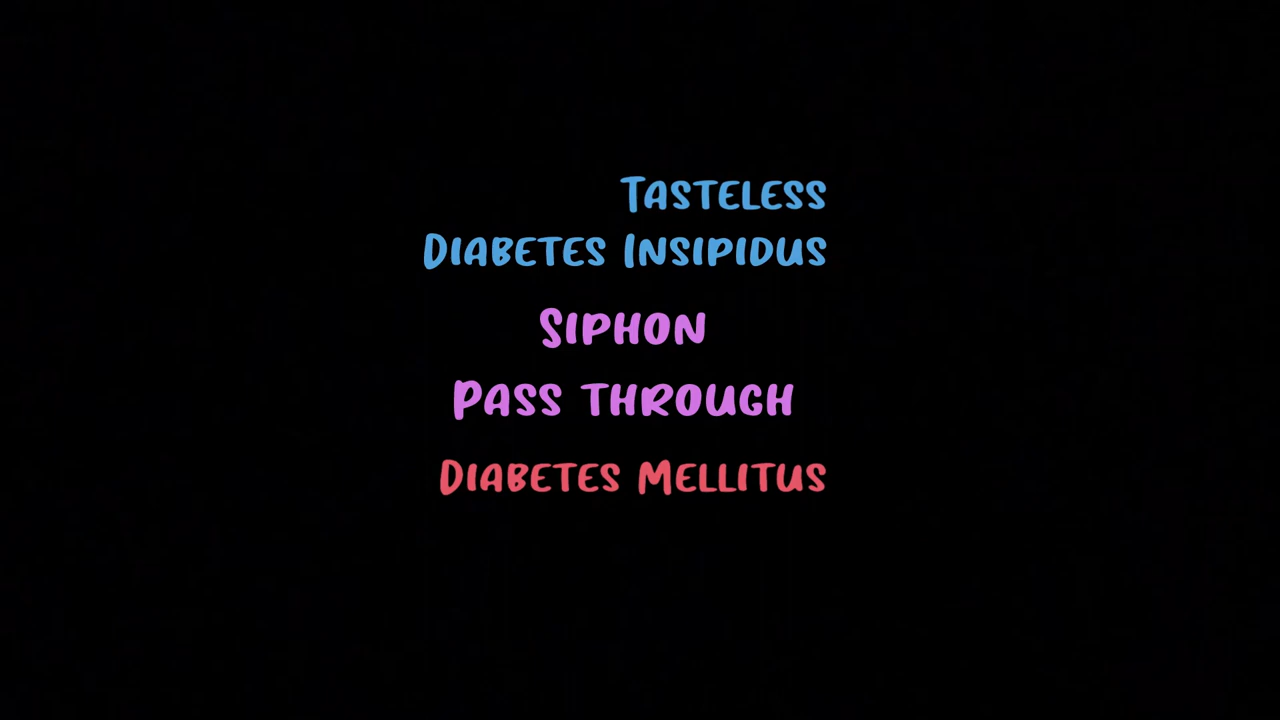 Tasteless
Diabetes Insipidus
Siphon
Pass through
Diabetes Mellitus